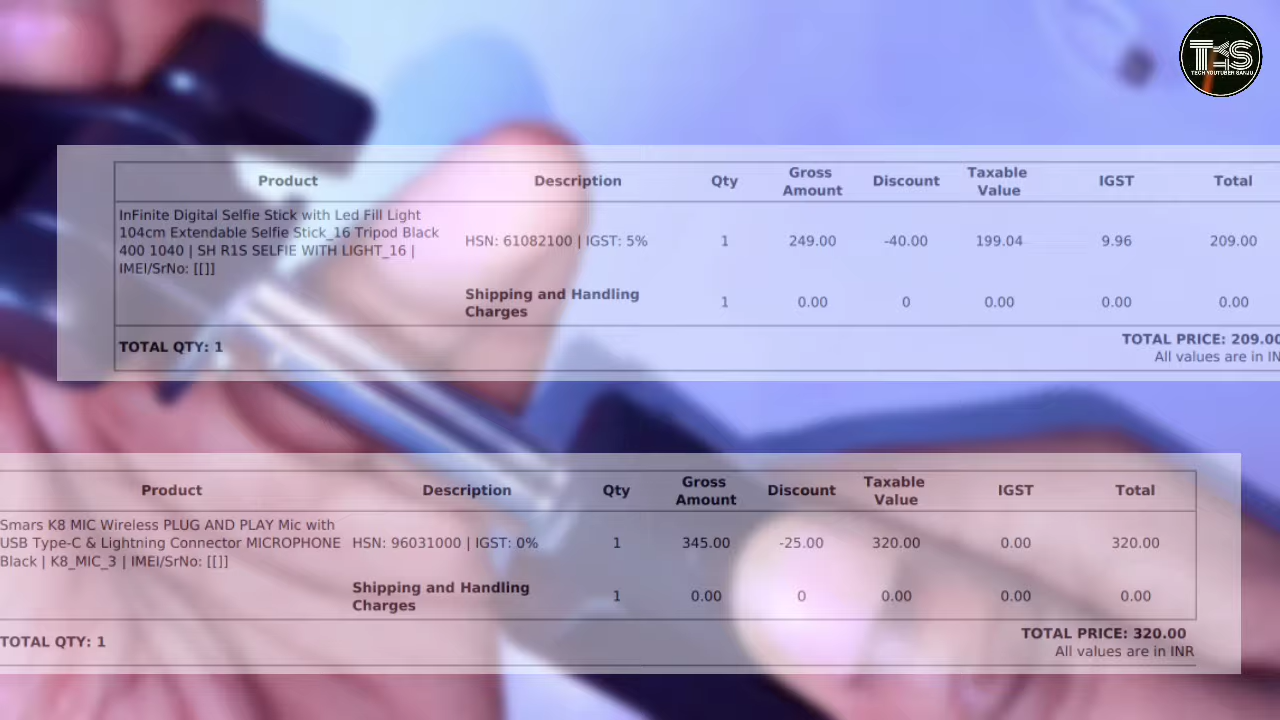 TES
TECH YOUTUBER SANJU
Product Description Qty Gross Amount Discount Taxable Value IGST Total
InFinite Digital Selfie Stick with Led Fill Light
104cm Extendable Selfie Stick_16 Tripod Black
400 1040 | SH R1S SELFIE WITH LIGHT_16 |
IMEI/SrNo: [[]]
HSN: 61082100 | IGST: 5% 1 249.00 -40.00 199.04 9.96 209.00
Shipping and Handling
Charges
1 0.00 0 0.00 0.00 0.00
TOTAL QTY: 1
TOTAL PRICE: 209.00
All values are in IN
Product Description Qty Gross Amount Discount Taxable Value IGST Total
Smars K8 MIC Wireless PLUG AND PLAY Mic with
USB Type-C & Lightning Connector MICROPHONE
Black | K8_MIC_3 | IMEI/SrNo: [[]]
HSN: 96031000 | IGST: 0% 1 345.00 -25.00 320.00 0.00 320.00
Shipping and Handling
Charges
1 0.00 0 0.00 0.00 0.00
TOTAL QTY: 1
TOTAL PRICE: 320.00
All values are in INR